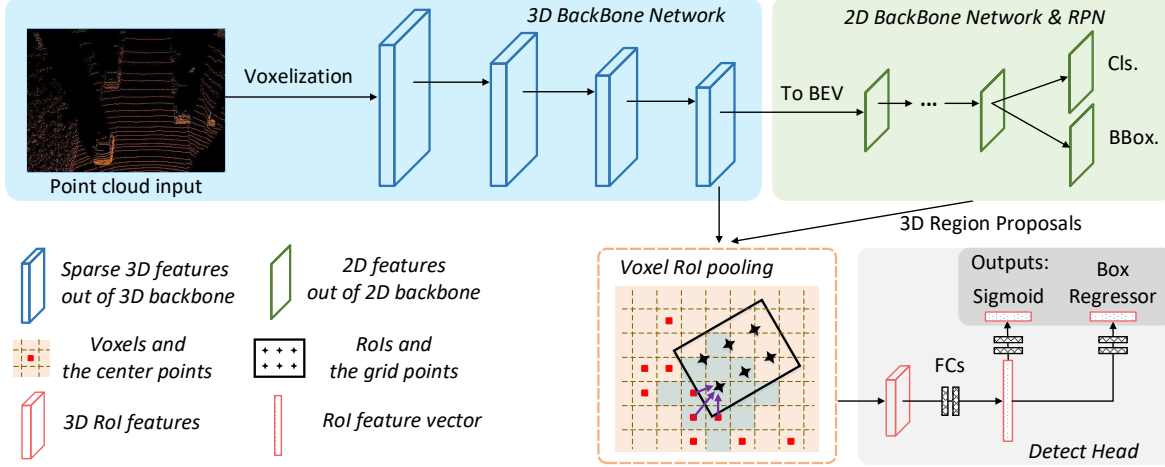 3D BackBone Network
2D BackBone Network & RPN
Voxelization
To BEV
...
Cls.
BBox.
Point cloud input
3D Region Proposals
Sparse 3D features
out of 3D backbone
2D features
out of 2D backbone
Voxels and
the center points
RoIs and
the grid points
3D RoI features
RoI feature vector
Voxel RoI pooling
Outputs:
Sigmoid
Box
Regressor
FCs
Detect Head